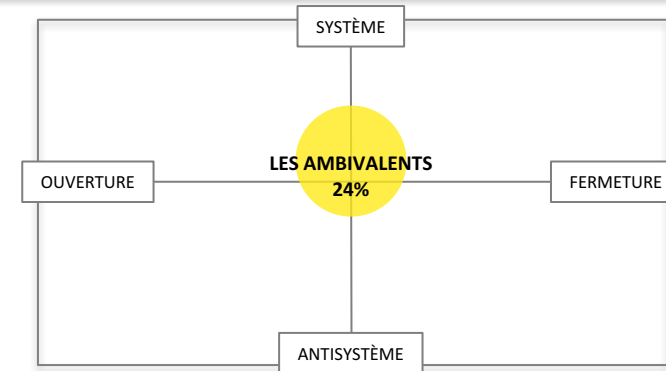 SYSTÈME
LES AMBIVALENTS
24%
OUVERTURE
FERMETURE
ANTISYSTÈME